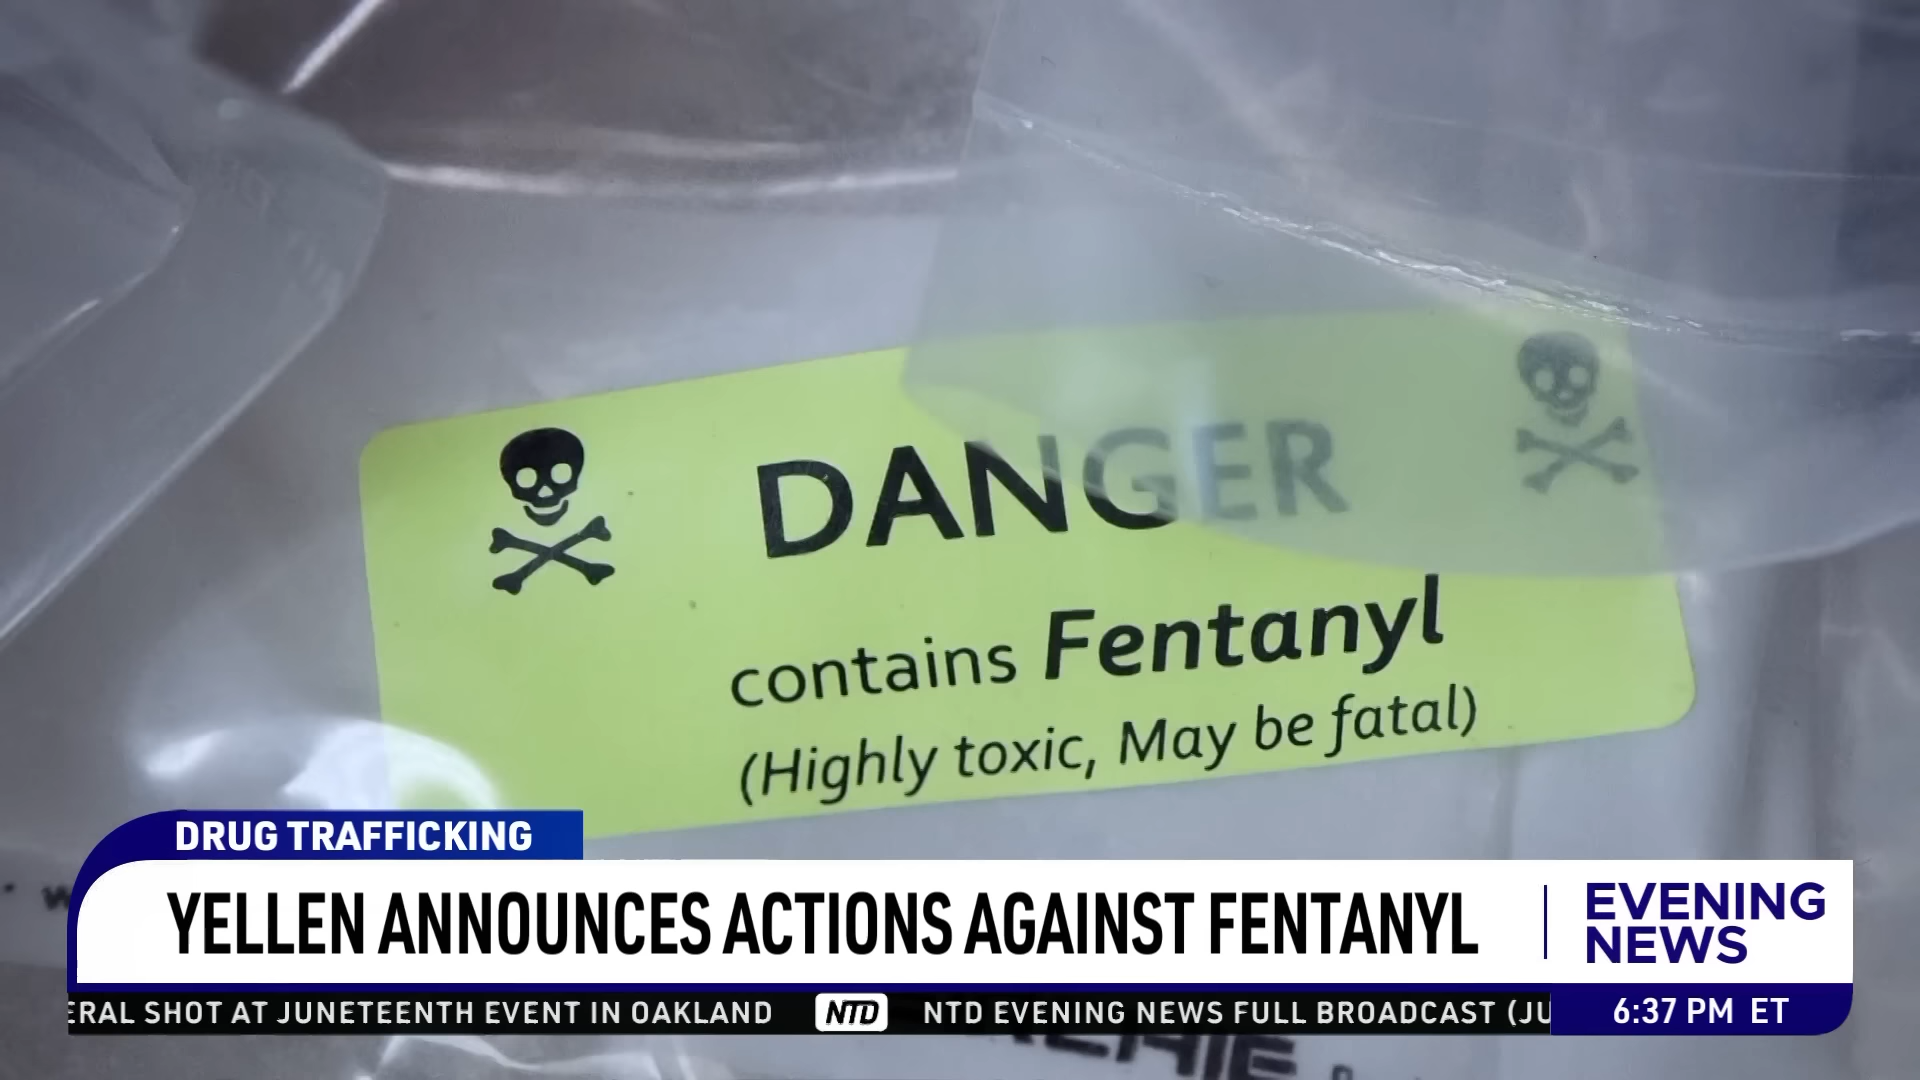 DANGER
contains Fentanyl
(Highly toxic, May be fatal)
DRUG TRAFFICKING
YELLEN ANNOUNCES ACTIONS AGAINST FENTANYL
EVENING
NEWS
ERAL SHOT AT JUNETEENTH EVENT IN OAKLAND NTD NTD EVENING NEWS FULL BROADCAST (JU
6:37 PM ET